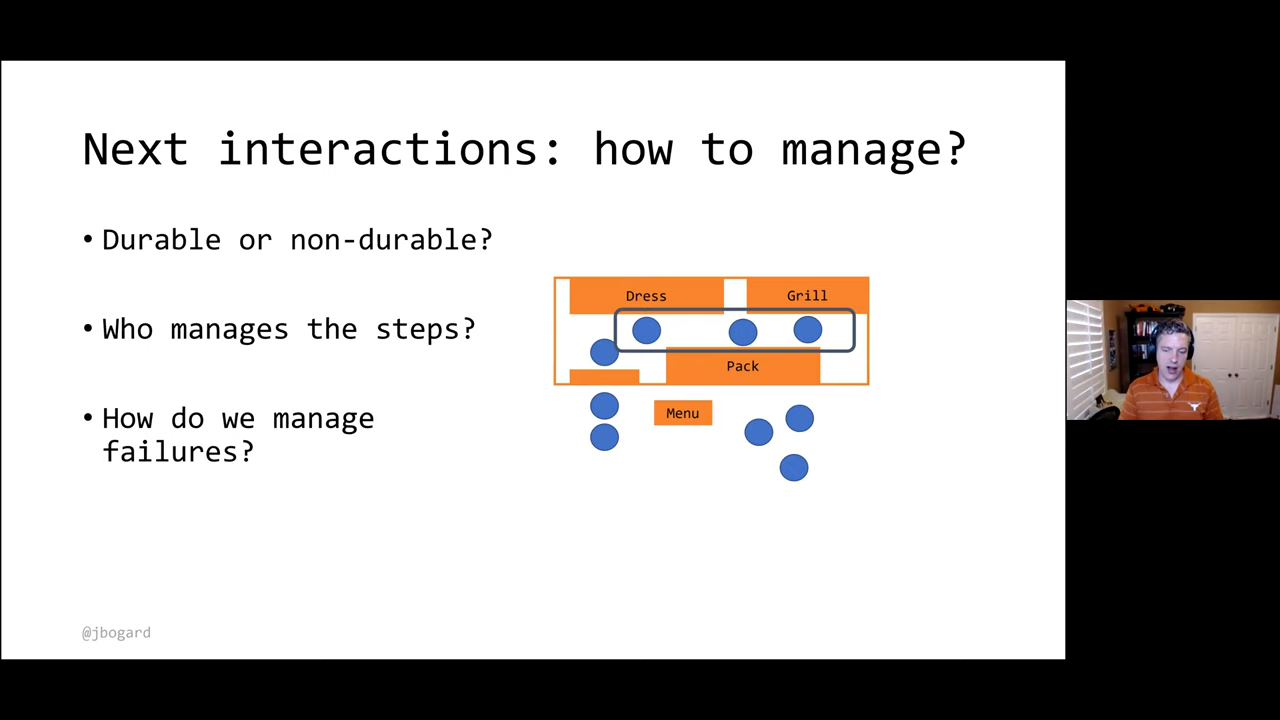 Next interactions: how to manage?
• Durable or non-durable?
• Who manages the steps?
• How do we manage
failures?
Dress
Grill
Pack
Menu
@jbogard